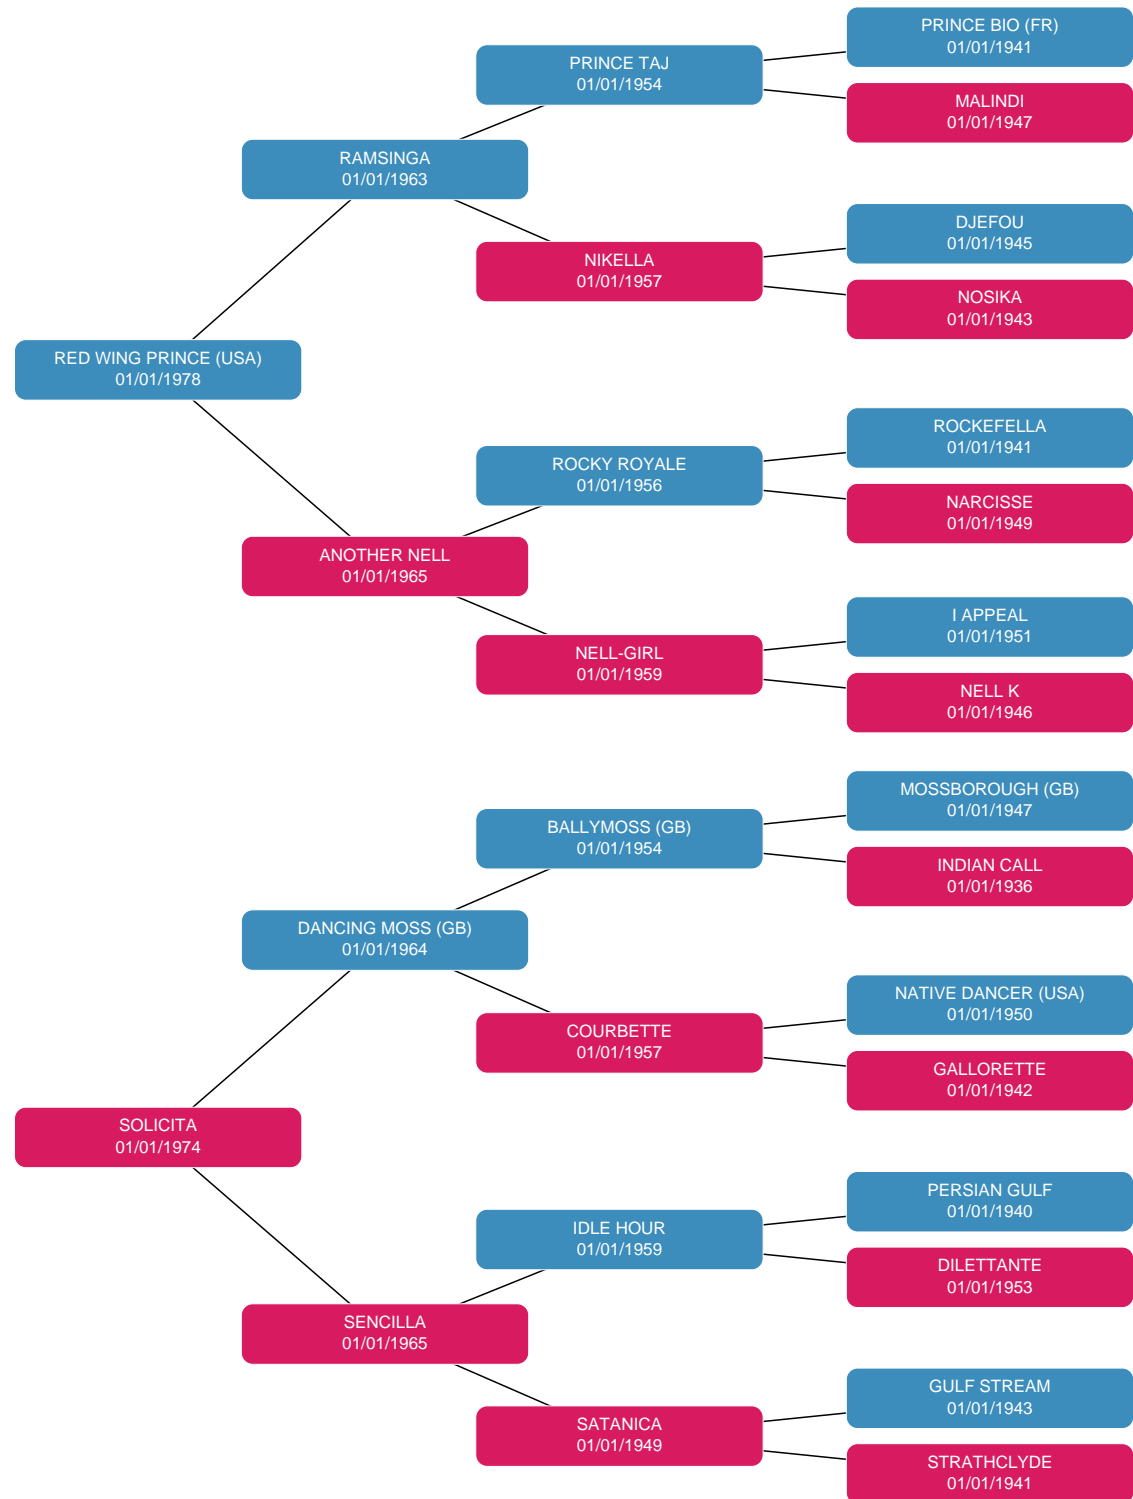 PRINCE BIO (FR)
01/01/1941
PRINCE TAJ
01/01/1954
MALINDI
01/01/1947
RAMSINGA
01/01/1963
DJEFOU
01/01/1945
NIKELLA
01/01/1957
NOSIKA
01/01/1943
RED WING PRINCE (USA)
01/01/1978
ROCKEFELLA
01/01/1941
ROCKY ROYALE
01/01/1956
NARCISSE
01/01/1949
ANOTHER NELL
01/01/1965
I APPEAL
01/01/1951
NELL-GIRL
01/01/1959
NELL K
01/01/1946
MOSSBOROUGH (GB)
01/01/1947
BALLYMOSS (GB)
01/01/1954
INDIAN CALL
01/01/1936
DANCING MOSS (GB)
01/01/1964
NATIVE DANCER (USA)
01/01/1950
COURBETTE
01/01/1957
GALLORETTE
01/01/1942
SOLICITA
01/01/1974
PERSIAN GULF
01/01/1940
IDLE HOUR
01/01/1959
DILETTANTE
01/01/1953
SENCILLA
01/01/1965
GULF STREAM
01/01/1943
SATANICA
01/01/1949
STRATHCLYDE
01/01/1941